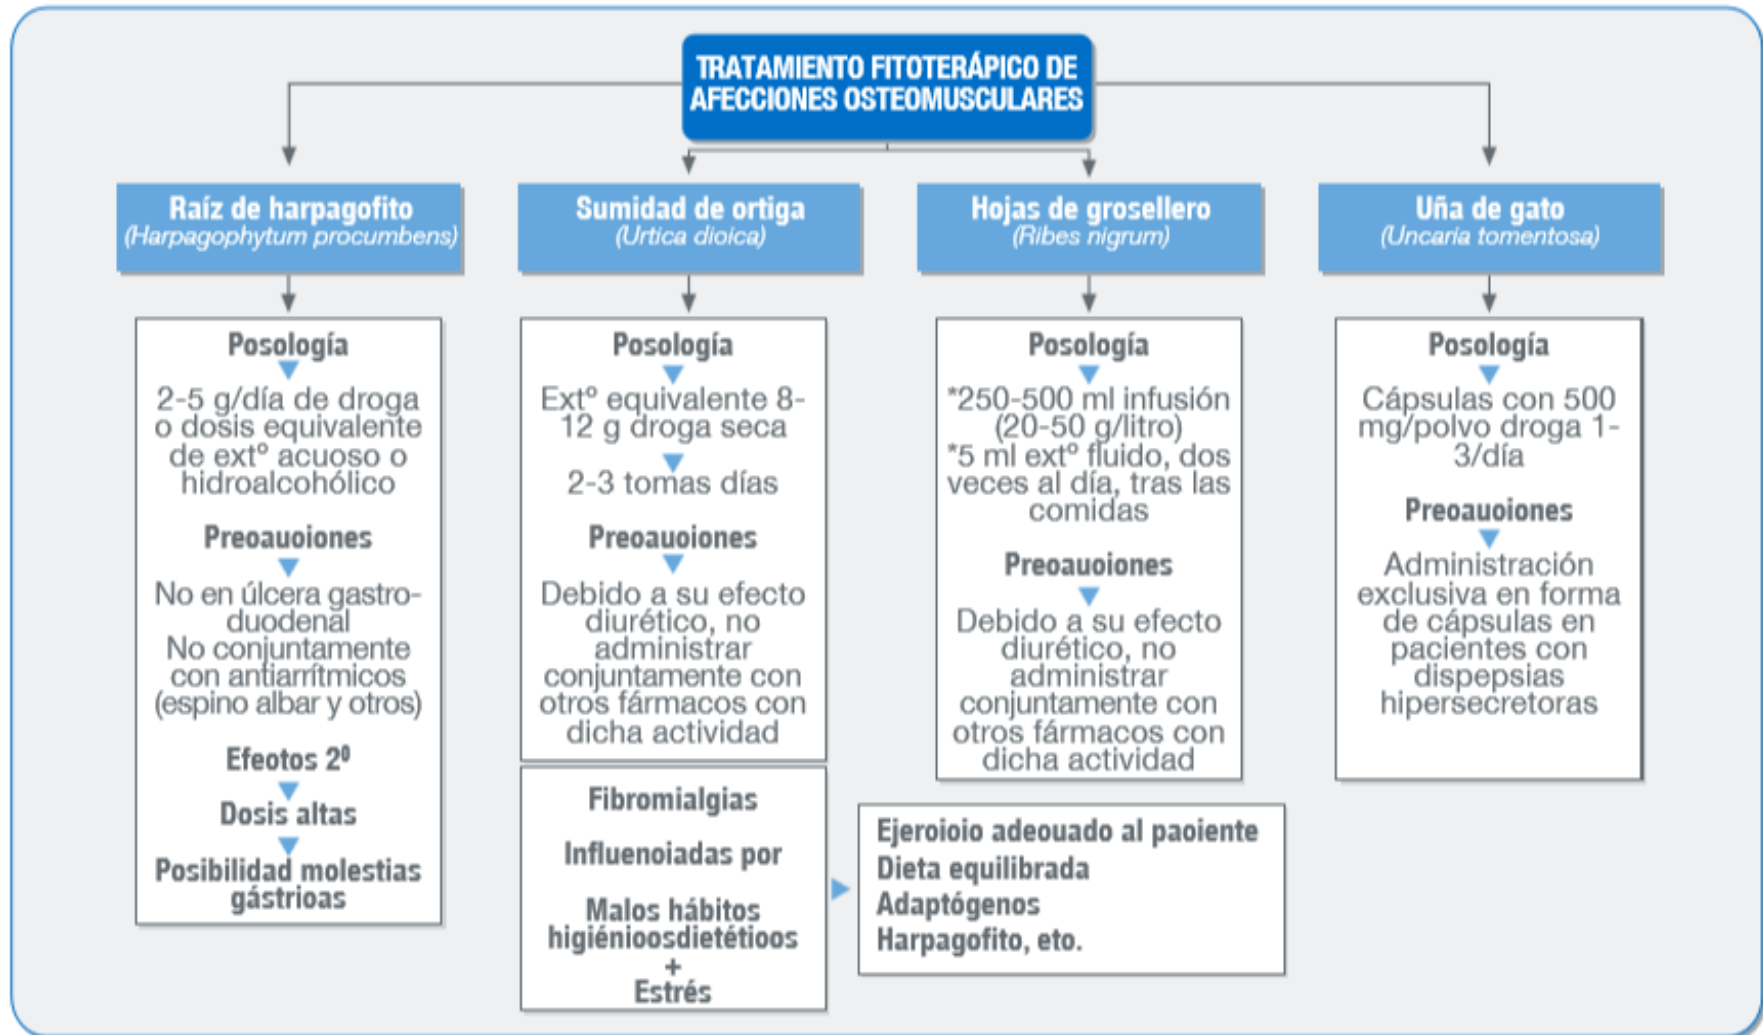 TRATAMIENTO FITOTERÁPICO DE
AFECCIONES OSTEOMUSCULARES
Raíz de harpagofito
(Harpagophytum procumbens)
Posología
2-5 g/día de droga
o dosis equivalente
de extº acuoso o
hidroalcohólico
Preoauoiones
No en úlcera gastro-
duodenal
No conjuntamente
con antiarrítmicos
(espino albar y otros)
Efeotos 2º
Dosis altas
Posibilidad molestias
gástrioas
Sumidad de ortiga
(Urtica dioica)
Posología
Extº equivalente 8-
12 g droga seca
2-3 tomas días
Preoauoiones
Debido a su efecto
diurético, no
administrar
conjuntamente con
otros fármacos con
dicha actividad
Fibromialgias
Influenoiadas por
Malos hábitos
higiénioosdietétioos
+
Estrés
Ejeroioio adeouado al paoiente
Dieta equilibrada
Adaptógenos
Harpagofito, eto.
Hojas de grosellero
(Ribes nigrum)
Posología
*250-500 ml infusión
(20-50 g/litro)
*5 ml extº fluido, dos
veces al día, tras las
comidas
Preoauoiones
Debido a su efecto
diurético, no
administrar
conjuntamente con
otros fármacos con
dicha actividad
Uña de gato
(Uncaria tomentosa)
Posología
Cápsulas con 500
mg/polvo droga 1-
3/día
Preoauoiones
Administración
exclusiva en forma
de cápsulas en
pacientes con
dispepsias
hipersecretoras